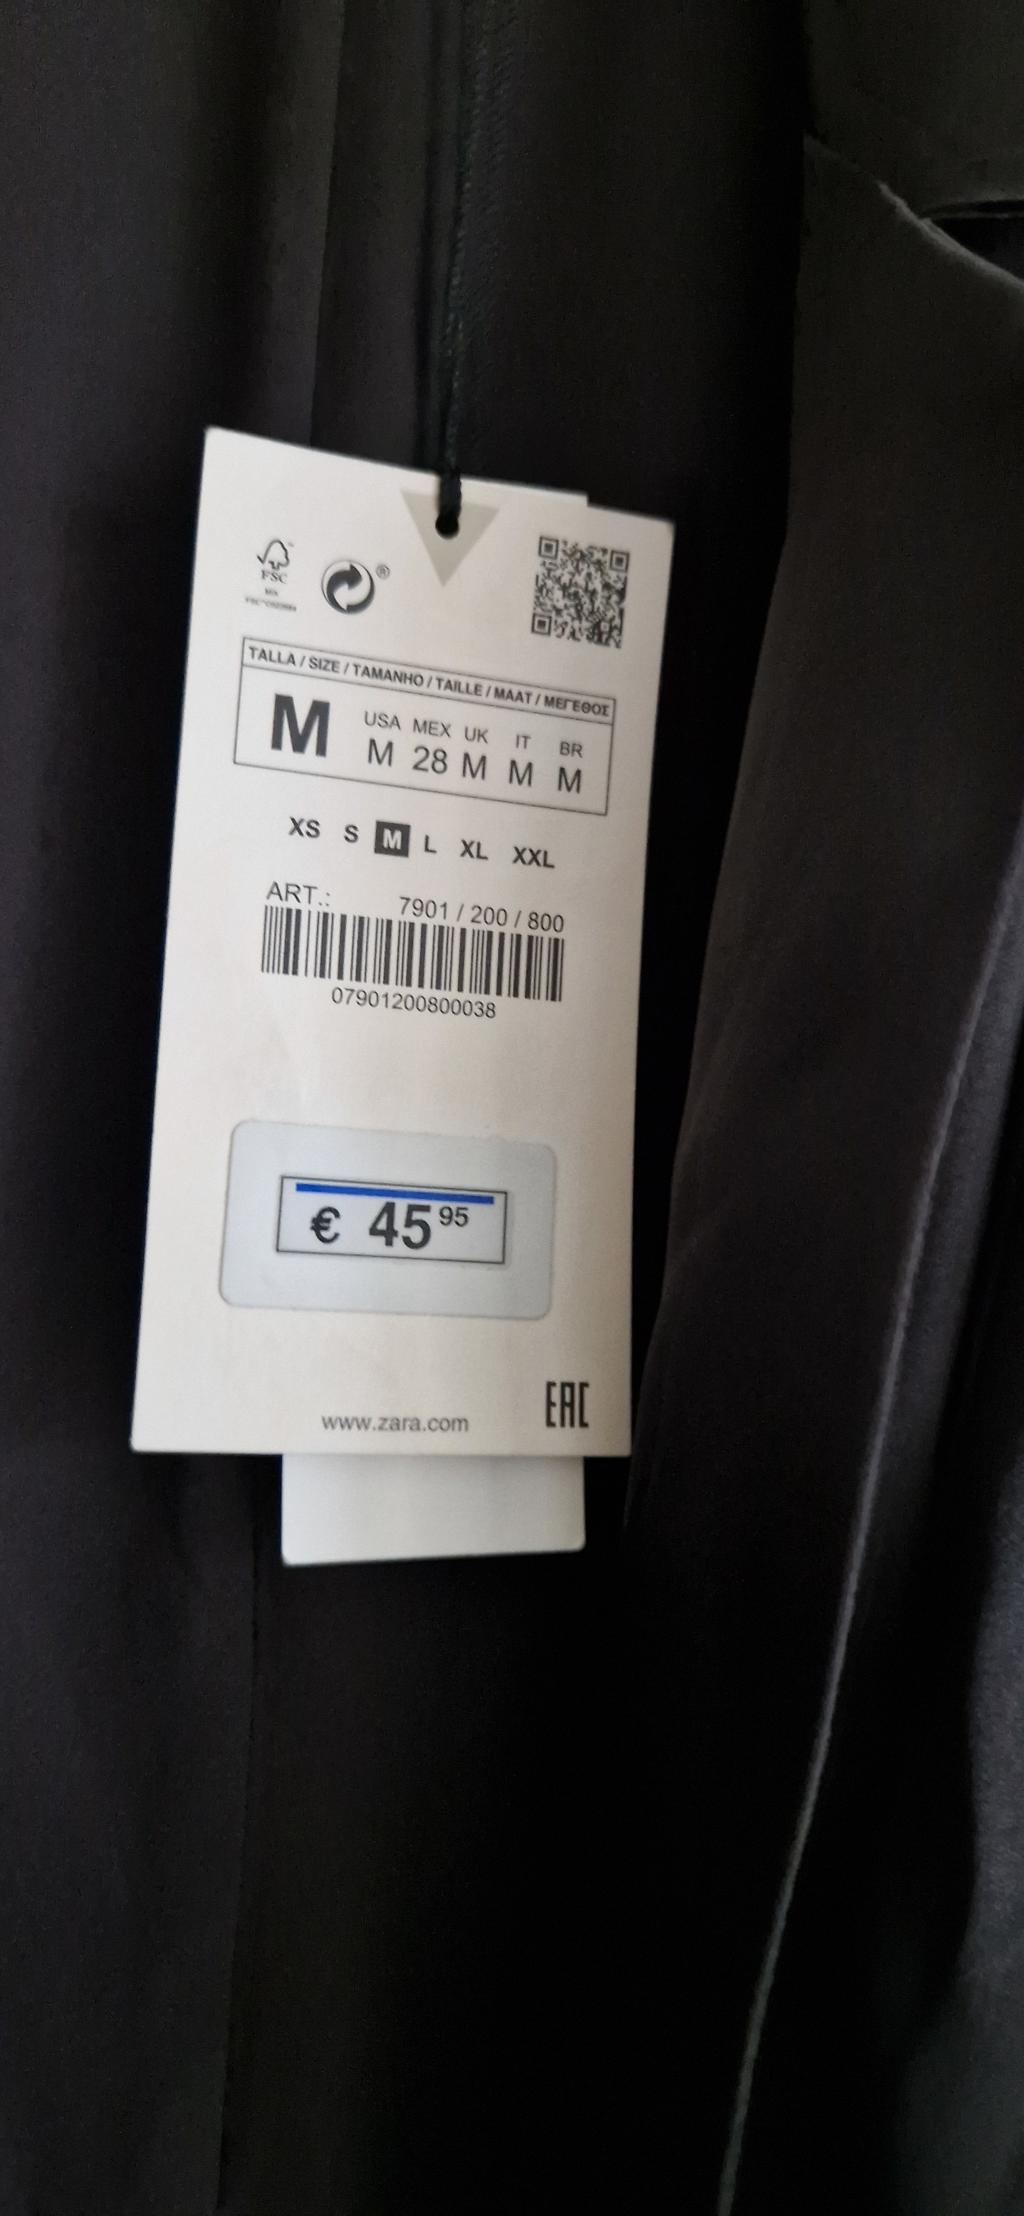 FSC
®
TALLA / SIZE / TAMANHO / TAILLE / MAAT / ΜΕΓΕΘΟΣ
M
USA MEX UK IT BR
M 28 M M M
XS S M L XL XXL
ART.: 7901 / 200 / 800
07901200800038
€ 45 95
www.zara.com
EAC